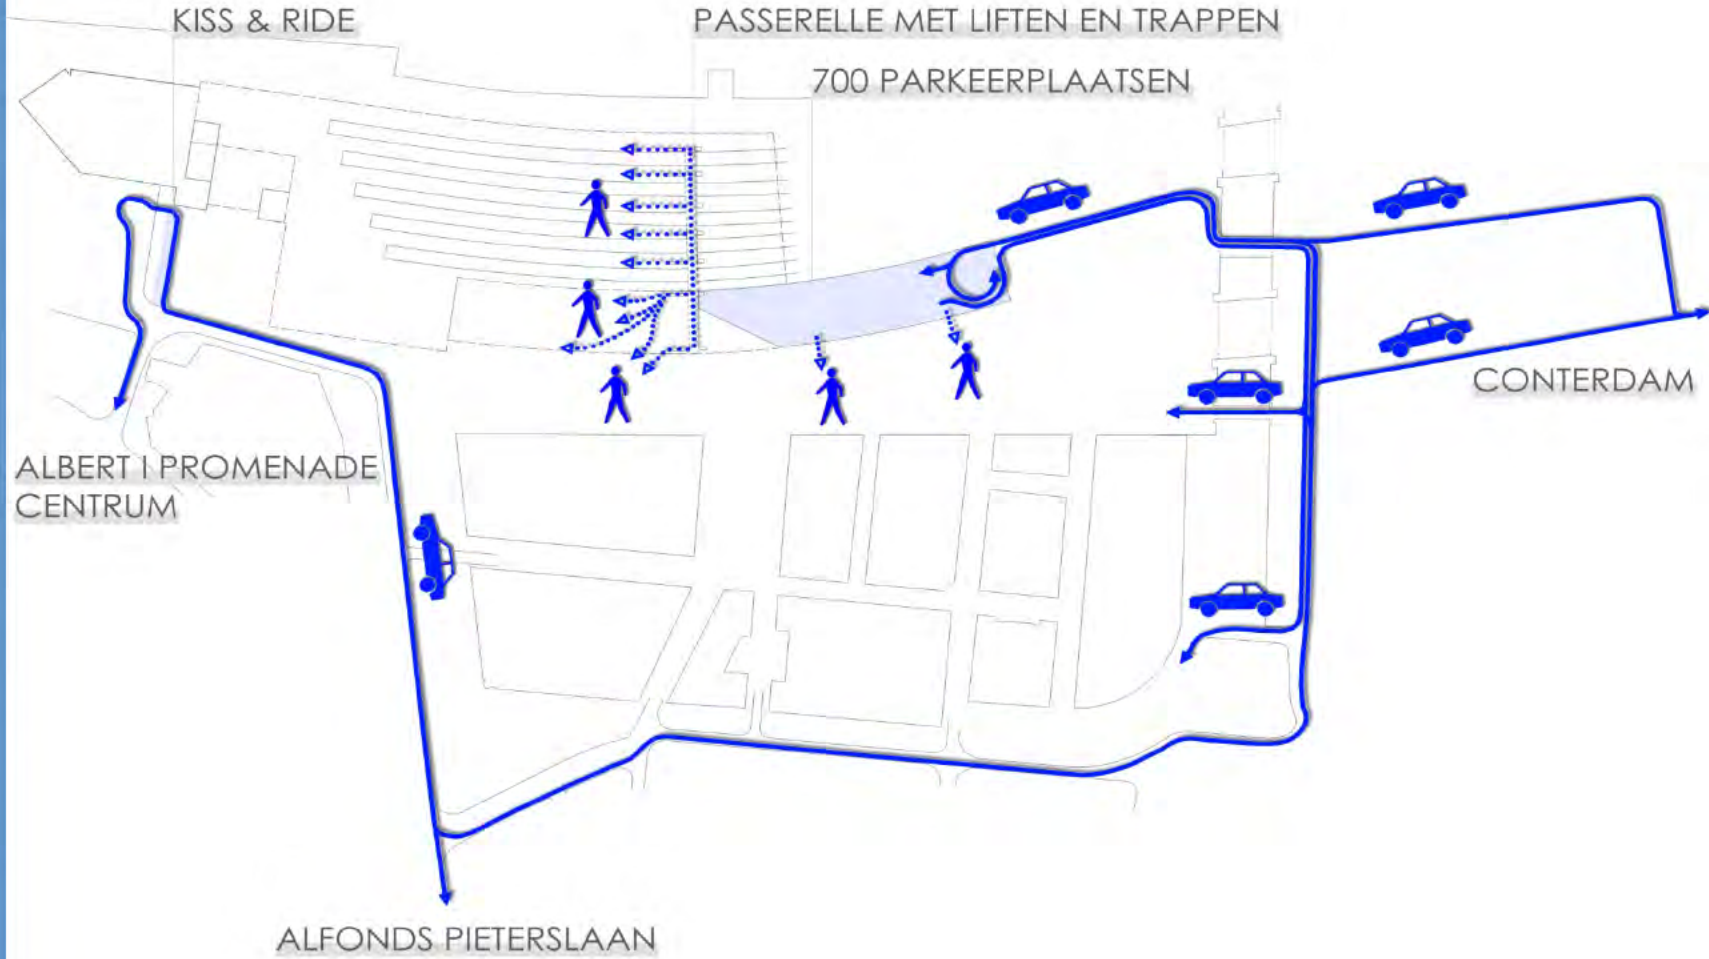 KISS & RIDE
PASSERELLE MET LIFTEN EN TRAPPEN
700 PARKEERPLAATSEN
CONTERDAM
ALBERT I PROMENADE
CENTRUM
ALFONDS PIETERSLAAN